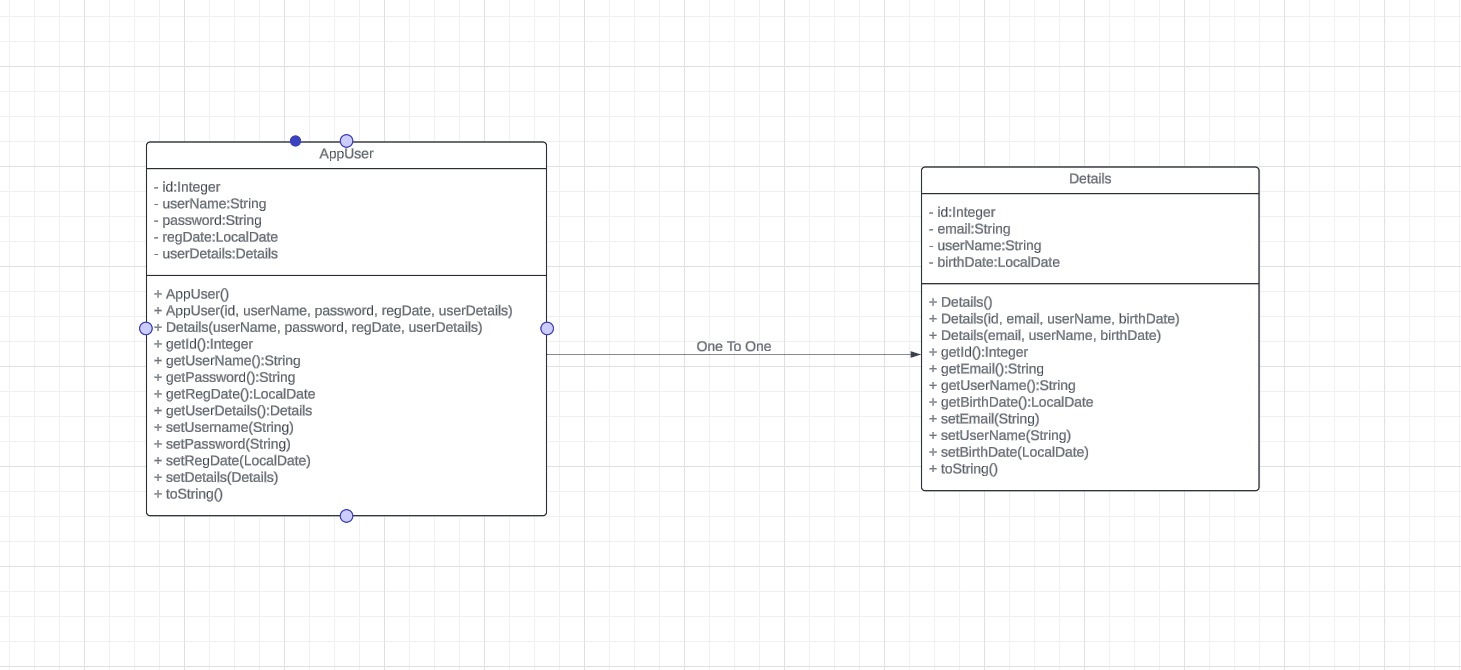 AppUser
- id:Integer
- userName:String
- password:String
- regDate:LocalDate
- userDetails:Details
+ AppUser()
+ AppUser(id, userName, password, regDate, userDetails)
+ Details(userName, password, regDate, userDetails)
+ getId():Integer
+ getUserName():String
+ getPassword():String
+ getRegDate():LocalDate
+ getUserDetails():Details
+ setUsername(String)
+ setPassword(String)
+ setRegDate(LocalDate)
+ setDetails(Details)
+ toString()
One To One
Details
- id:Integer
- email:String
- userName:String
- birthDate:LocalDate
+ Details()
+ Details(id, email, userName, birthDate)
+ Details(email, userName, birthDate)
+ getId():Integer
+ getEmail():String
+ getUserName():String
+ getBirthDate():LocalDate
+ setEmail(String)
+ setUserName(String)
+ setBirthDate(LocalDate)
+ toString()